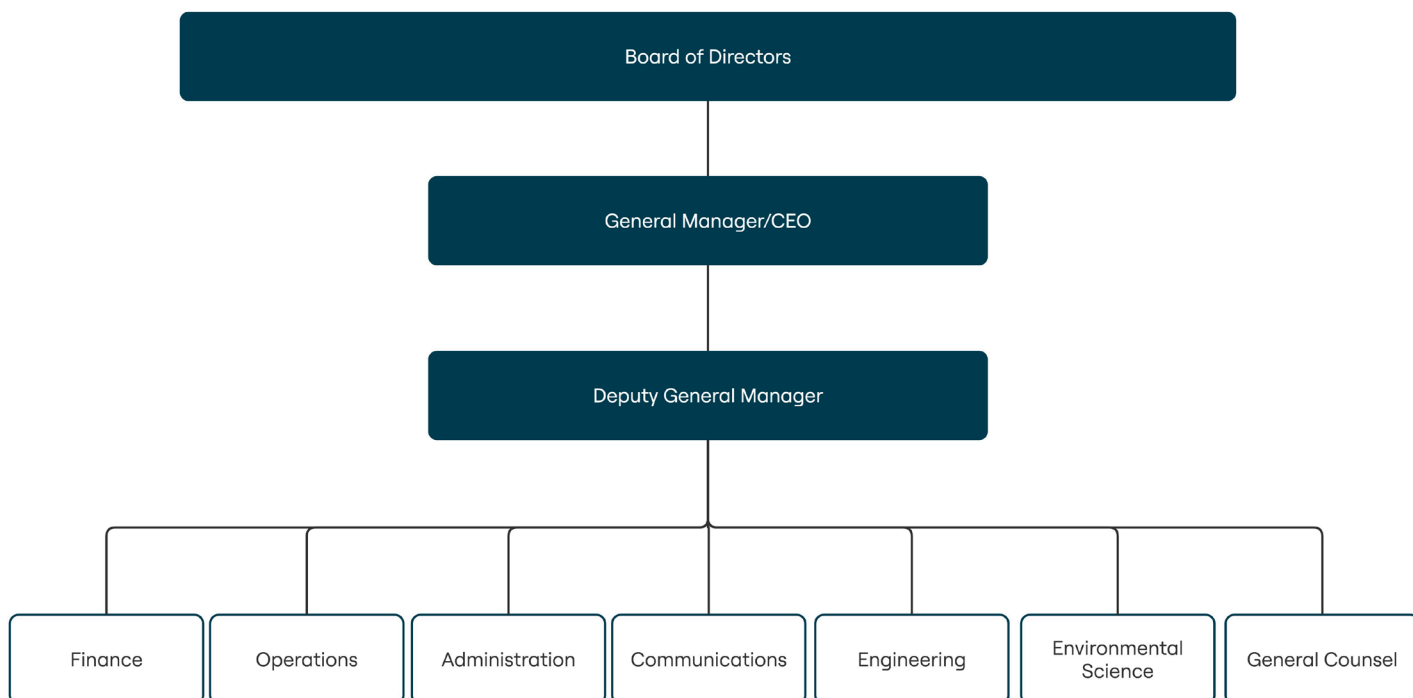 Board of Directors
General Manager/CEO
Deputy General Manager
Finance
Operations
Administration
Communications
Engineering
Environmental
Science
General Counsel